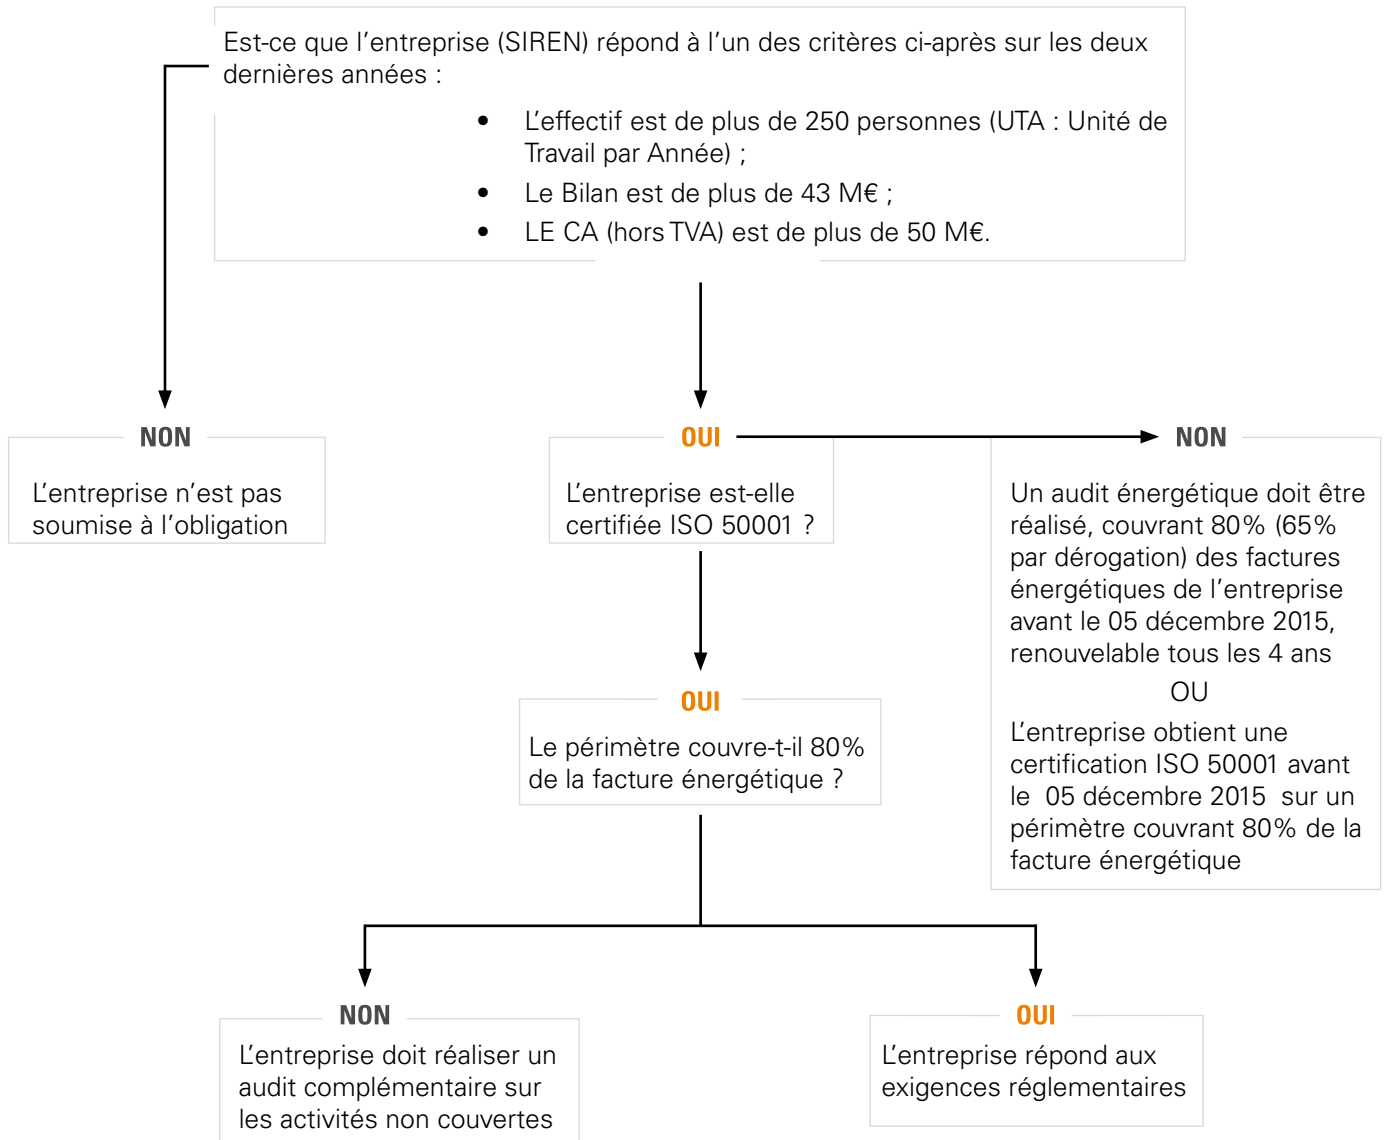 Est-ce que l’entreprise (SIREN) répond à l’un des critères ci-après sur les deux
dernières années :
• L’effectif est de plus de 250 personnes (UTA : Unité de
Travail par Année) ;
• Le Bilan est de plus de 43 M€ ;
• LE CA (hors TVA) est de plus de 50 M€.
NON
L’entreprise n’est pas
soumise à l’obligation
OUI
L’entreprise est-elle
certifiée ISO 50001 ?
NON
Un audit énergétique doit être
réalisé, couvrant 80% (65%
par dérogation) des factures
énergétiques de l’entreprise
avant le 05 décembre 2015,
renouvelable tous les 4 ans
OU
L’entreprise obtient une
certification ISO 50001 avant
le 05 décembre 2015 sur un
périmètre couvrant 80% de la
facture énergétique
OUI
Le périmètre couvre-t-il 80%
de la facture énergétique ?
NON
L’entreprise doit réaliser un
audit complémentaire sur
les activités non couvertes
OUI
L’entreprise répond aux
exigences réglementaires